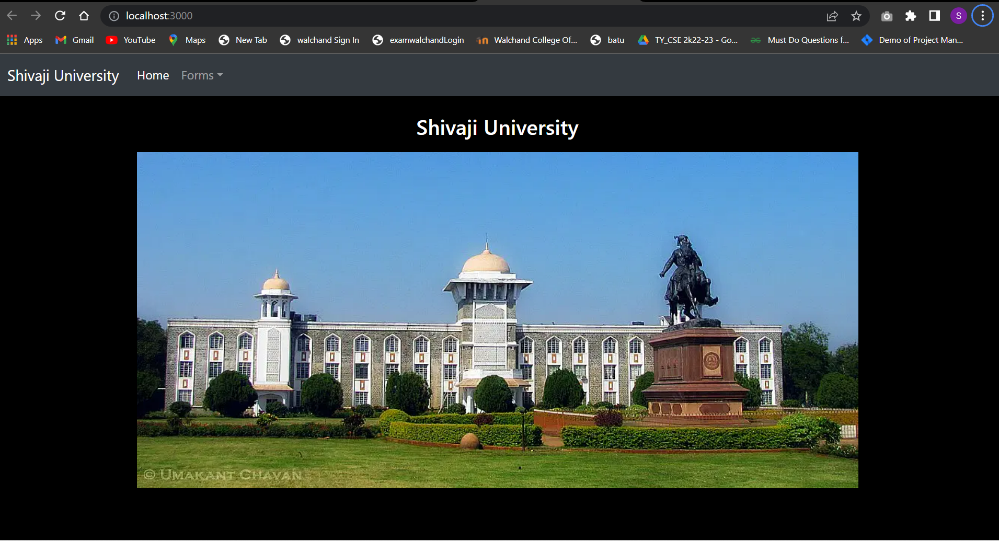 localhost:3000
S
Apps Gmail YouTube Maps New Tab walchand Sign In examwalchandLogin Walchand College Of... batu TY_CSE 2k22-23 - Go... Must Do Questions f... Demo of Project Man...
Shivaji University Home Forms
Shivaji University
© Umakant Chavan